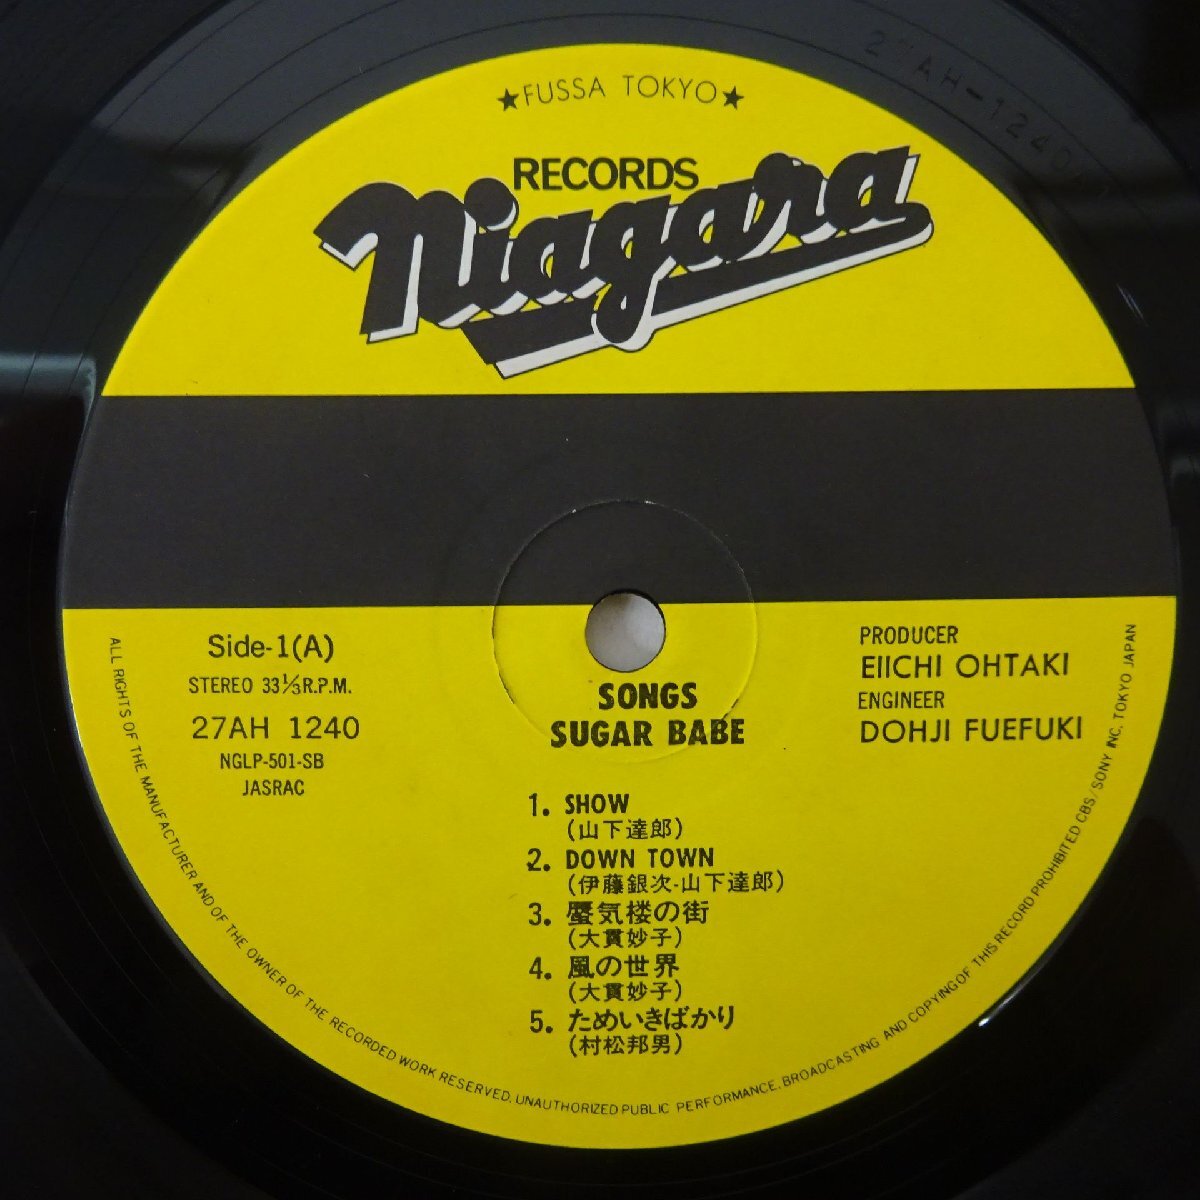 ★FUSSA TOKYO★
RECORDS
Niagara
Side-1(A)
STEREO 33⅓R.P.M.
27AH 1240
NGLP-501-SB
JASRAC
SONGS
SUGAR BABE
PRODUCER
EIICHI OHTAKI
ENGINEER
DOHJI FUEFUKI
1. SHOW
(山下達郎)
2. DOWN TOWN
(伊藤銀次-山下達郎)
3. 蜃気楼の街
(大貫妙子)
4. 風の世界
(大貫妙子)
5. ためいきばかり
(村松邦男)
ALL RIGHTS OF THE MANUFACTURER AND OF THE OWNER OF THE RECORDED WORK RESERVED. UNAUTHORIZED PUBLIC PERFORMANCE. BROADCASTING AND COPYING OF THIS RECORD PROHIBITED CBS/SONY INC. TOKYO JAPAN